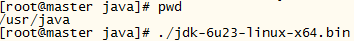 [root@master java]# pwd
/usr/java
[root@master java]# ./jdk-6u23-linux-x64.bin